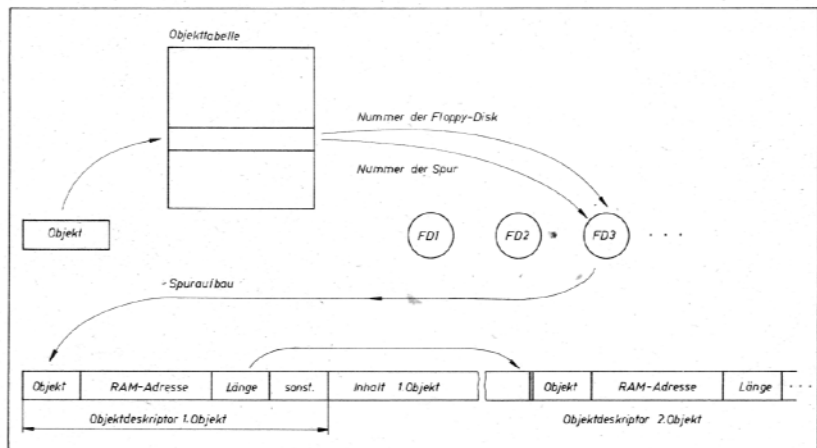 Objekttabelle
Nummer der Floppy-Disk
Nummer der Spur
Objekt
FD1 FD2 FD3 . . .
Spuraufbau
Objekt RAM-Adresse Länge sonst. Inhalt 1.Objekt Objekt RAM-Adresse Länge . . .
Objektdeskriptor 1.Objekt Objektdeskriptor 2.Objekt